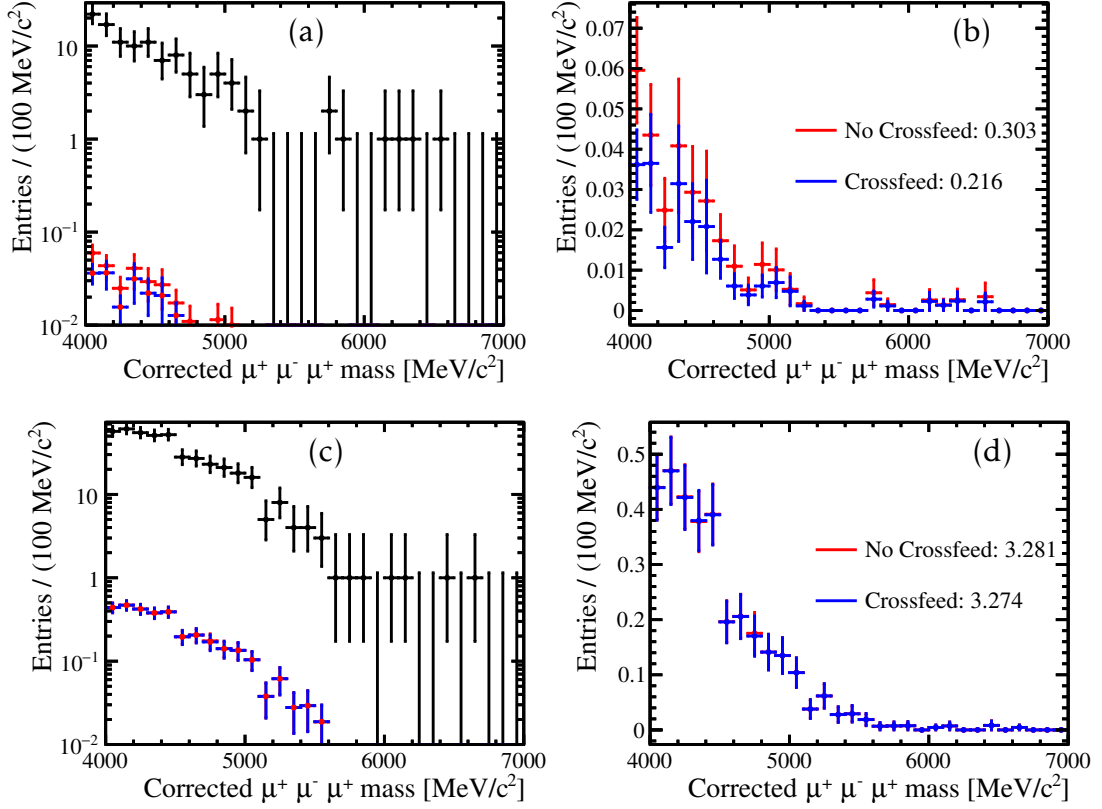 (a)
Entries / (100 MeV/c²)
10
1
10⁻¹
10⁻²
4000 5000 6000 7000
Corrected μ⁺ μ⁻ μ⁺ mass [MeV/c²]
(b)
Entries / (100 MeV/c²)
0.07
0.06
0.05
0.04
0.03
0.02
0.01
0
No Crossfeed: 0.303
Crossfeed: 0.216
4000 5000 6000 7000
Corrected μ⁺ μ⁻ μ⁺ mass [MeV/c²]
(c)
Entries / (100 MeV/c²)
10
1
10⁻¹
10⁻²
4000 5000 6000 7000
Corrected μ⁺ μ⁻ μ⁺ mass [MeV/c²]
(d)
Entries / (100 MeV/c²)
0.5
0.4
0.3
0.2
0.1
0
No Crossfeed: 3.281
Crossfeed: 3.274
4000 5000 6000 7000
Corrected μ⁺ μ⁻ μ⁺ mass [MeV/c²]